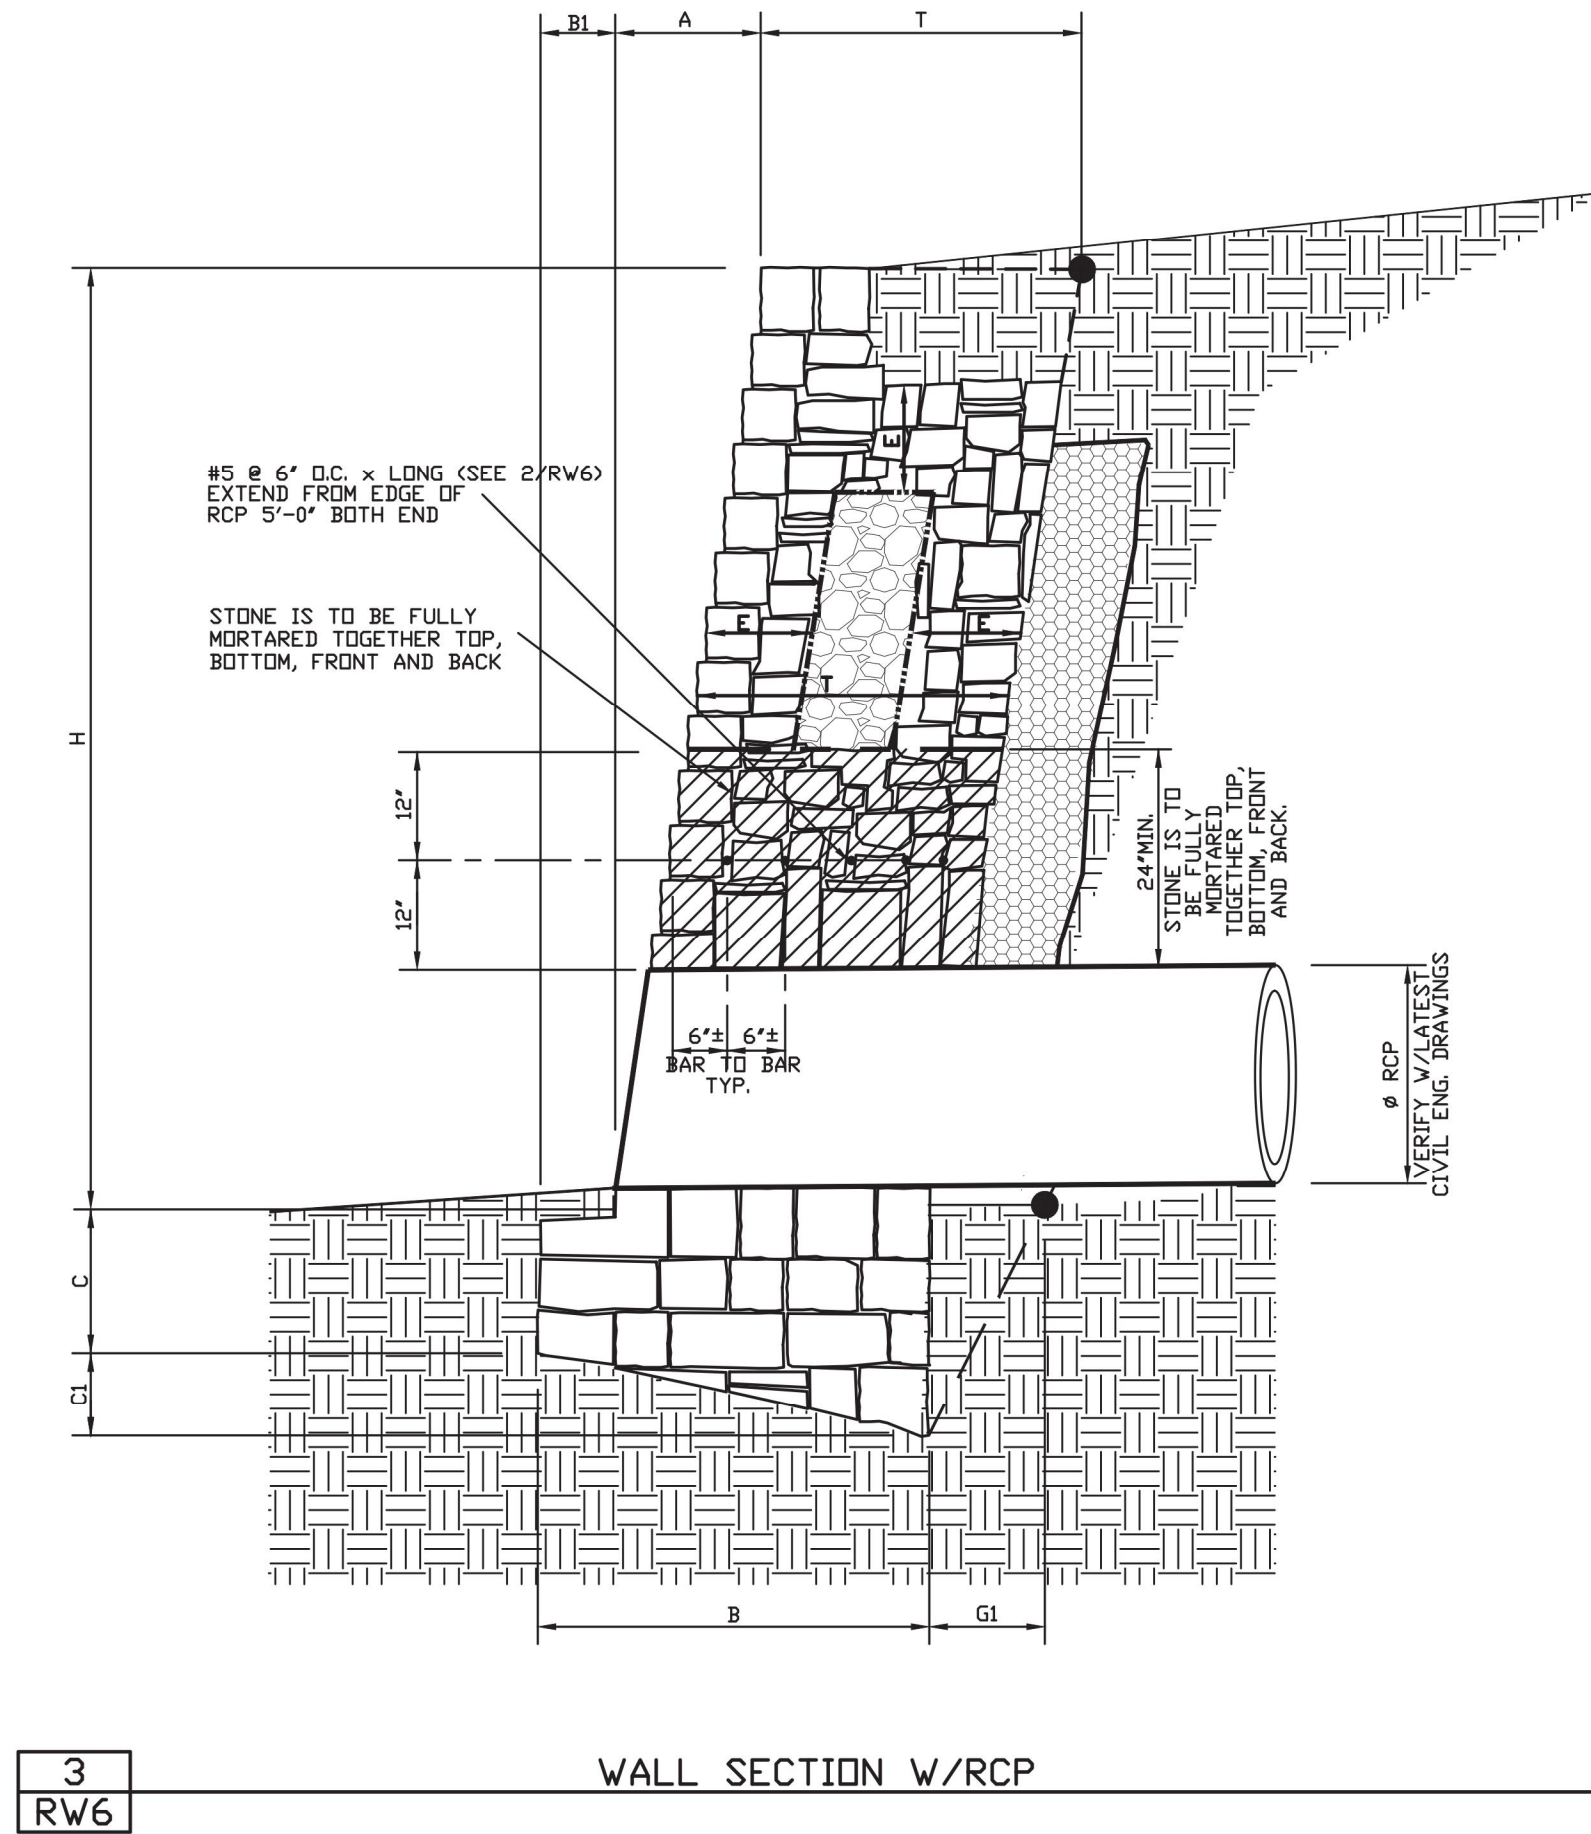 B1
A
T
#5 @ 6" O.C. x LONG (SEE 2/RW6)
EXTEND FROM EDGE OF
RCP 5'-0" BOTH END
E
STONE IS TO BE FULLY
MORTARED TOGETHER TOP,
BOTTOM, FRONT AND BACK
E
E
T
H
12"
12"
24"MIN.
STONE IS TO
BE FULLY
MORTARED
TOGETHER TOP,
BOTTOM, FRONT
AND BACK.
6"±
6"±
BAR TO BAR
TYP.
Ø RCP
VERIFY W/LATEST
CIVIL ENG. DRAWINGS
C
C1
B
G1
3
RW6
WALL SECTION W/RCP